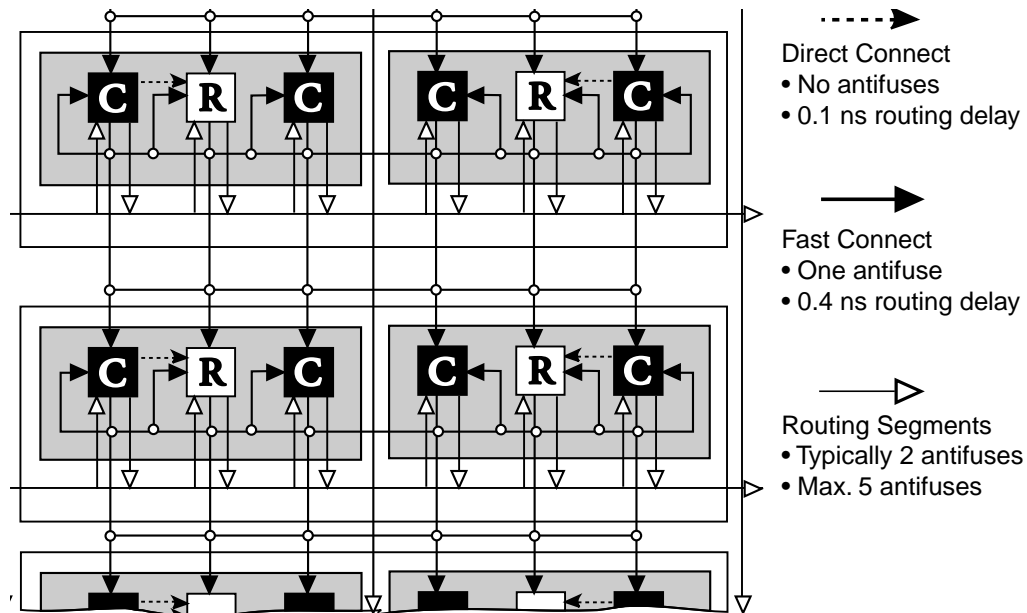 C R C C R C
Direct Connect
• No antifuses
• 0.1 ns routing delay
Fast Connect
• One antifuse
• 0.4 ns routing delay
C R C C R C
Routing Segments
• Typically 2 antifuses
• Max. 5 antifuses